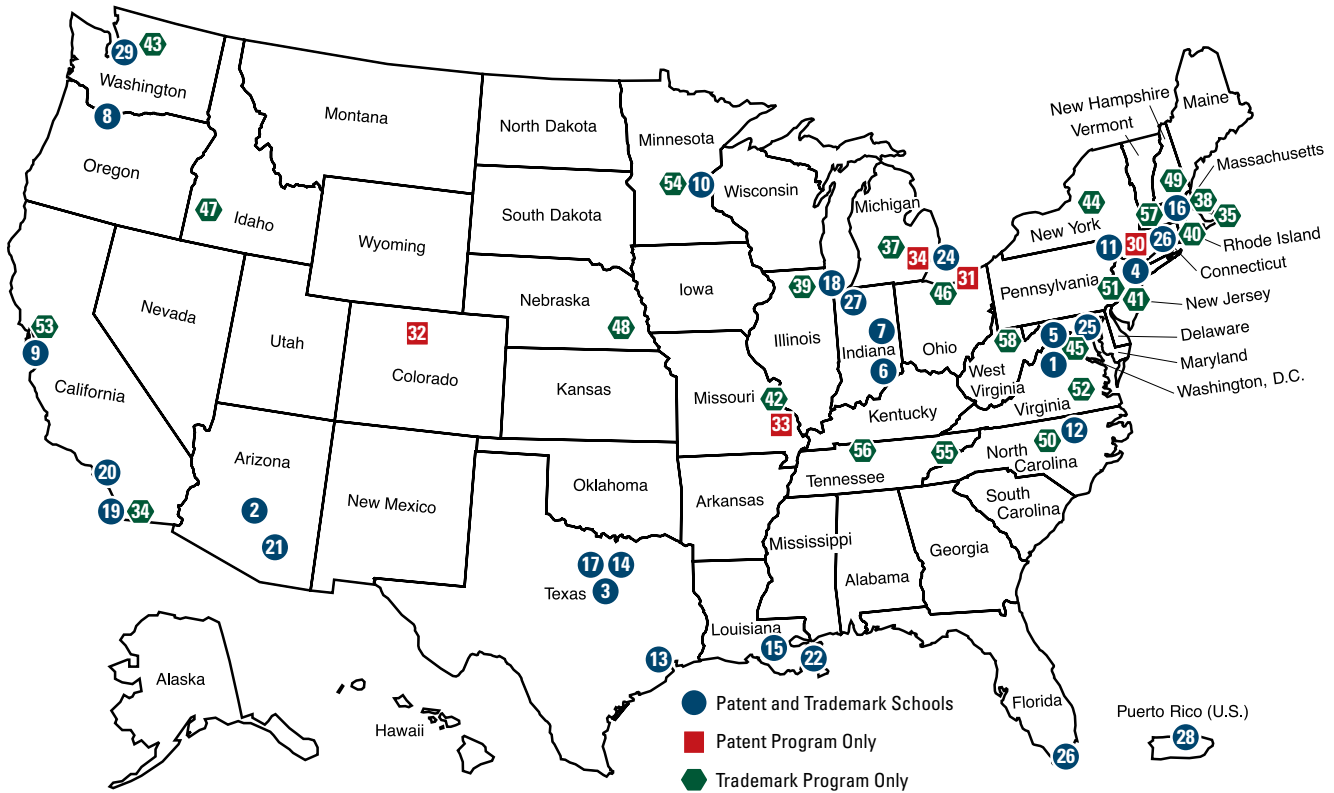 43
29
Washington
8
Oregon
Montana
North Dakota
Minnesota
54
10
Wisconsin
Michigan
New Hampshire
Vermont
Maine
Massachusetts
49
38
44
57
16
35
New York
11
30
26
40
Rhode Island
Connecticut
47
Idaho
Wyoming
South Dakota
37
34
24
31
46
Pennsylvania
4
51
41
New Jersey
Nevada
Utah
32
Colorado
Nebraska
48
Iowa
39
18
27
Illinois
7
Indiana
6
Ohio
58
5
25
45
1
Delaware
Maryland
Washington, D.C.
West
Virginia
52
Virginia
53
9
California
Kansas
Missouri
42
33
Kentucky
20
19
34
Arizona
2
21
New Mexico
Oklahoma
Arkansas
56
55
Tennessee
50
12
North
Carolina
South
Carolina
Mississippi
Alabama
Georgia
17
14
Texas
3
13
Louisiana
15
22
Alaska
Hawaii
Florida
26
Puerto Rico (U.S.)
28
Patent and Trademark Schools
Patent Program Only
Trademark Program Only